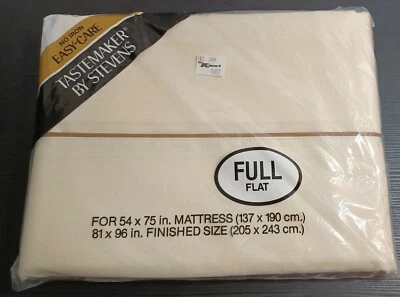 NO IRON
EASY-CARE
TASTEMAKER®
BY STEVENS
Kmart
FULL
FLAT
FOR 54 x 75 in. MATTRESS (137 x 190 cm.)
81 x 96 in. FINISHED SIZE (205 x 243 cm.)